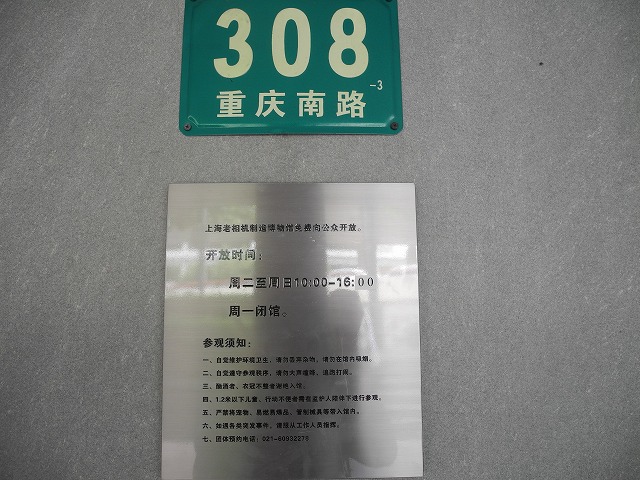 308
-3
重庆南路
上海老相机制造博物馆免费向公众开放。
开放时间：
周二至周日10:00-16:00
周一闭馆。
参观须知：
一、自觉维护环境卫生，请勿丢弃杂物，请勿在馆内吸烟。
二、自觉遵守参观秩序，请勿大声喧哗、追跑打闹。
三、酗酒者、衣冠不整者谢绝入馆。
四、1.2米以下儿童、行动不便者需在监护人陪伴下进行参观。
五、严禁将宠物、易燃易爆品、管制械具等带入馆内。
六、如遇各类突发事件，请服从工作人员指挥。
七、团体预约电话：021-60932279